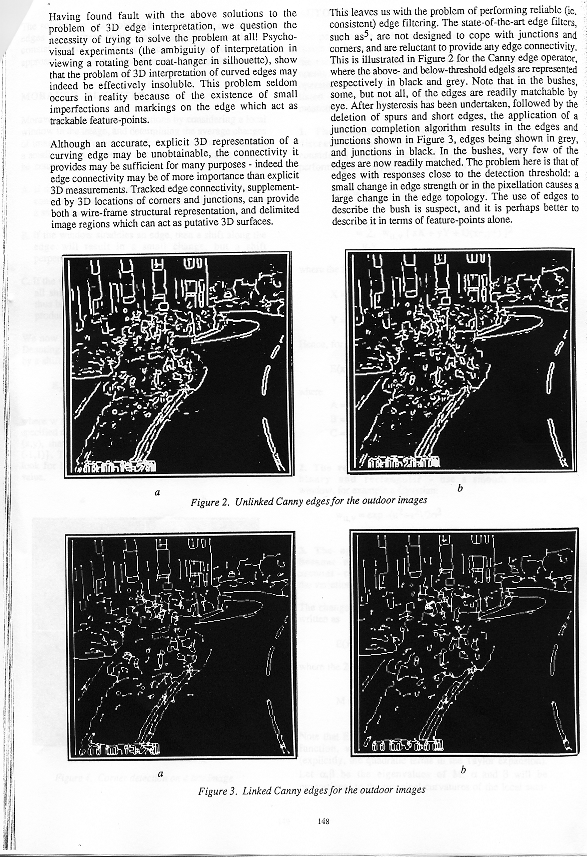 Having found fault with the above solutions to the
problem of 3D edge interpretation, we question the
necessity of trying to solve the problem at all! Psycho-
visual experiments (the ambiguity of interpretation in
viewing a rotating bent coat-hanger in silhouette), show
that the problem of 3D interpretation of curved edges may
indeed be effectively insoluble. This problem seldom
occurs in reality because of the existence of small
imperfections and markings on the edge which act as
trackable feature-points.
Although an accurate, explicit 3D representation of a
curving edge may be unobtainable, the connectivity it
provides may be sufficient for many purposes - indeed the
edge connectivity may be of more importance than explicit
3D measurements. Tracked edge connectivity, supplement-
ed by 3D locations of corners and junctions, can provide
both a wire-frame structural representation, and delimited
image regions which can act as putative 3D surfaces.
This leaves us with the problem of performing reliable (ie.
consistent) edge filtering. The state-of-the-art edge filters,
such as5, are not designed to cope with junctions and
corners, and are reluctant to provide any edge connectivity.
This is illustrated in Figure 2 for the Canny edge operator,
where the above- and below-threshold edgels are represented
respectively in black and grey. Note that in the bushes,
some, but not all, of the edges are readily matchable by
eye. After hysteresis has been undertaken, followed by the
deletion of spurs and short edges, the application of a
junction completion algorithm results in the edges and
junctions shown in Figure 3, edges being shown in grey,
and junctions in black. In the bushes, very few of the
edges are now readily matched. The problem here is that of
edges with responses close to the detection threshold: a
small change in edge strength or in the pixellation causes a
large change in the edge topology. The use of edges to
describe the bush is suspect, and it is perhaps better to
describe it in terms of feature-points alone.
a
b
Figure 2. Unlinked Canny edges for the outdoor images
a
b
Figure 3. Linked Canny edges for the outdoor images
148